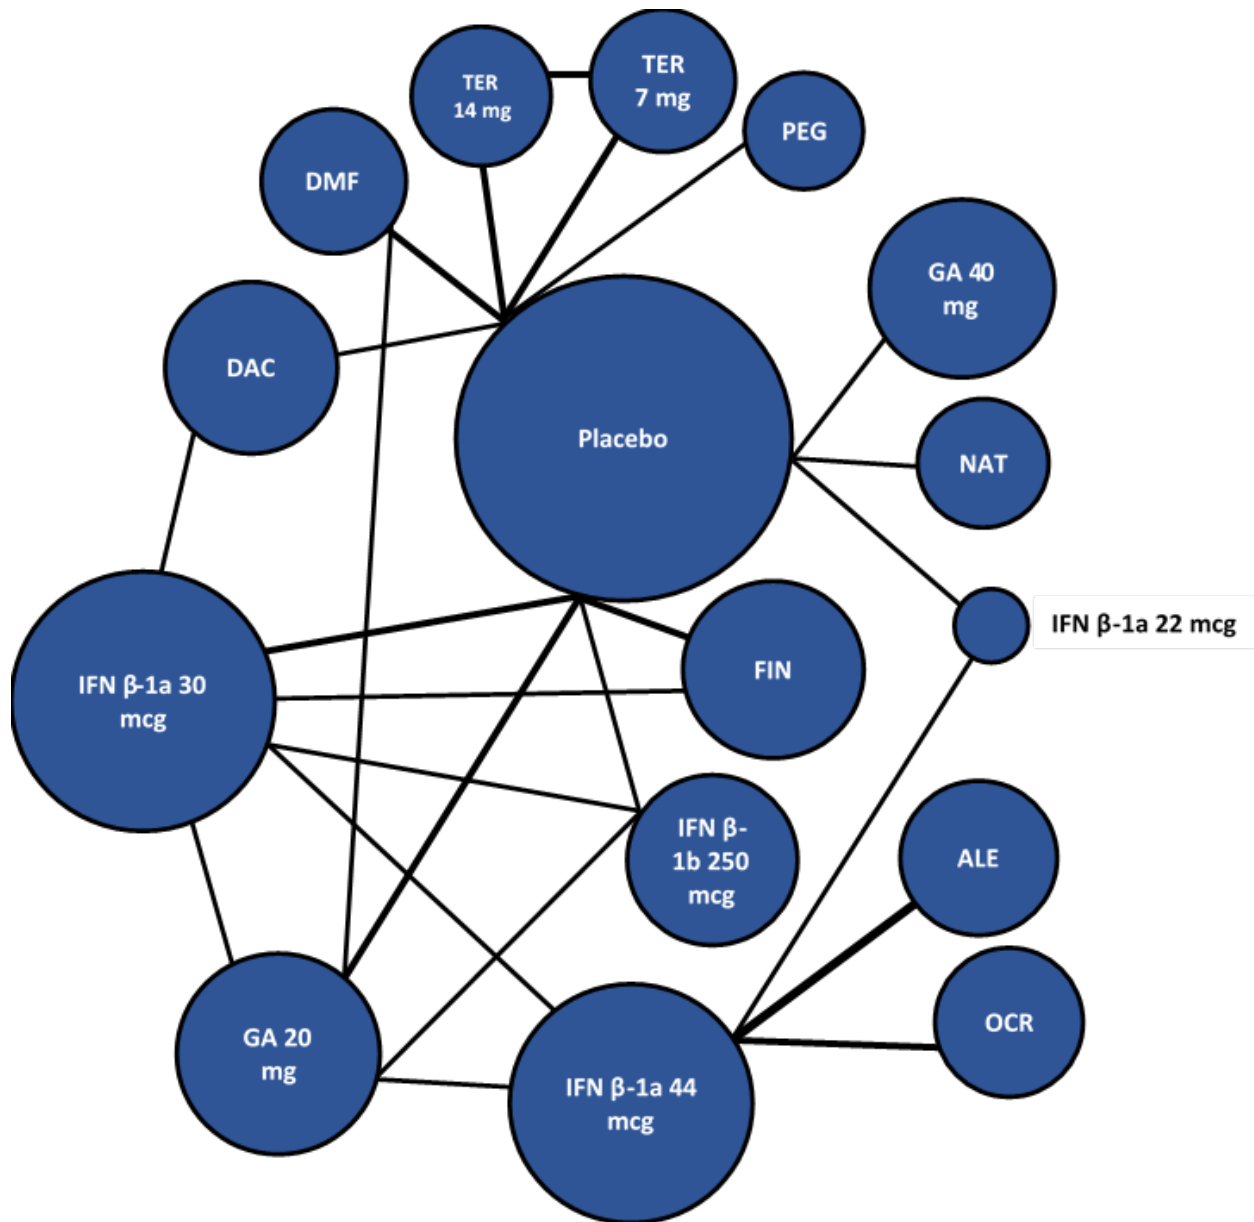 TER
14 mg
TER
7 mg
PEG
DMF
GA 40
mg
DAC
Placebo
NAT
IFN β-1a 22 mcg
FIN
IFN β-1a 30
mcg
IFN β-
1b 250
mcg
ALE
OCR
GA 20
mg
IFN β-1a 44
mcg